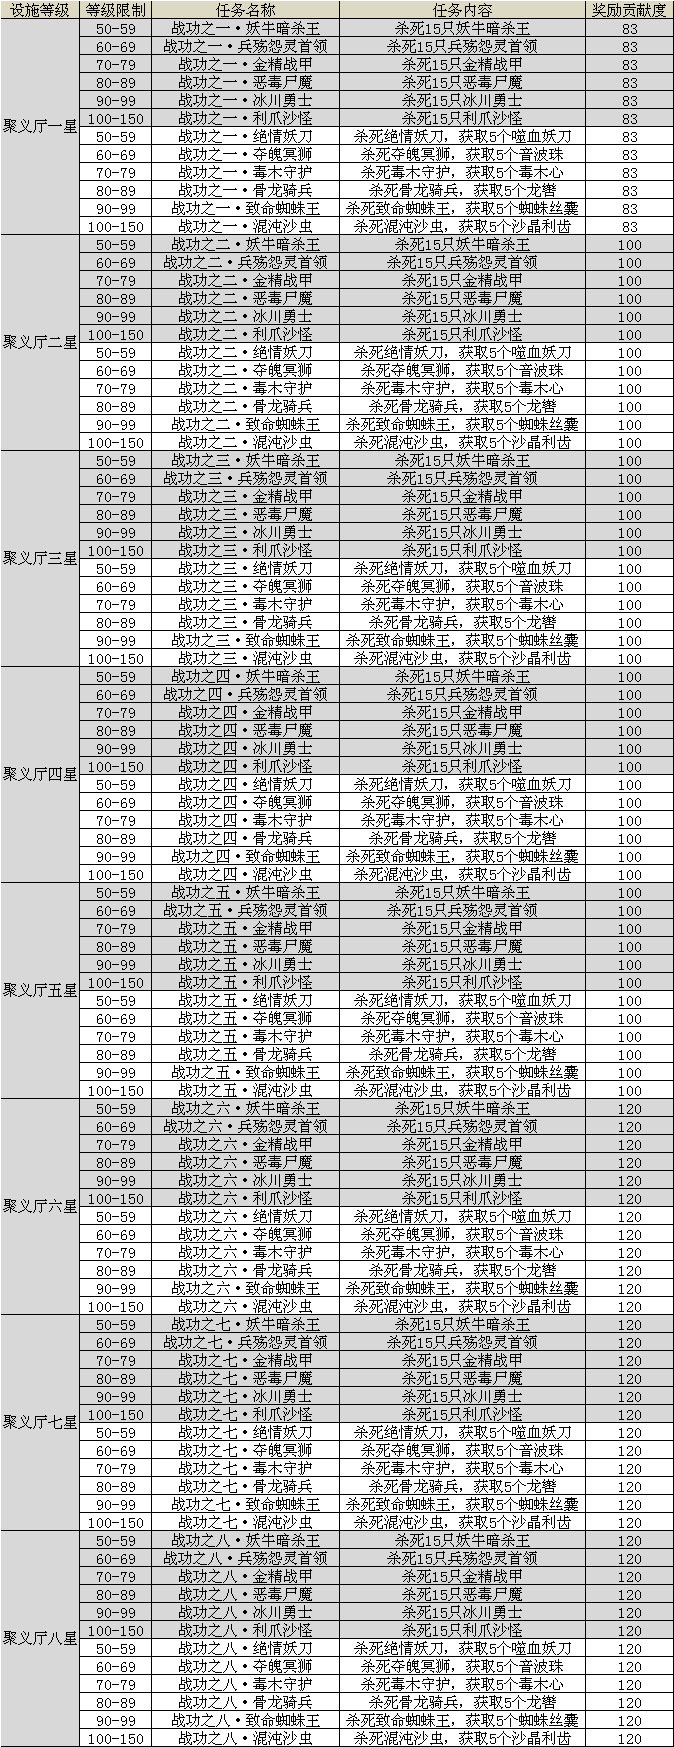 设施等级 等级限制 任务名称 任务内容 奖励贡献度
聚义厅一星
50-59 战功之一·妖牛暗杀王 杀死15只妖牛暗杀王 83
60-69 战功之一·兵殇怨灵首领 杀死15只兵殇怨灵首领 83
70-79 战功之一·金精战甲 杀死15只金精战甲 83
80-89 战功之一·恶毒尸魔 杀死15只恶毒尸魔 83
90-99 战功之一·冰川勇士 杀死15只冰川勇士 83
100-150 战功之一·利爪沙怪 杀死15只利爪沙怪 83
50-59 战功之一·绝情妖刀 杀死绝情妖刀，获取5个噬血妖刀 83
60-69 战功之一·夺魄冥狮 杀死夺魄冥狮，获取5个音波珠 83
70-79 战功之一·毒木守护 杀死毒木守护，获取5个毒木心 83
80-89 战功之一·骨龙骑兵 杀死骨龙骑兵，获取5个龙辔 83
90-99 战功之一·致命蜘蛛王 杀死致命蜘蛛王，获取5个蜘蛛丝囊 83
100-150 战功之一·混沌沙虫 杀死混沌沙虫，获取5个沙晶利齿 83
聚义厅二星
50-59 战功之二·妖牛暗杀王 杀死15只妖牛暗杀王 100
60-69 战功之二·兵殇怨灵首领 杀死15只兵殇怨灵首领 100
70-79 战功之二·金精战甲 杀死15只金精战甲 100
80-89 战功之二·恶毒尸魔 杀死15只恶毒尸魔 100
90-99 战功之二·冰川勇士 杀死15只冰川勇士 100
100-150 战功之二·利爪沙怪 杀死15只利爪沙怪 100
50-59 战功之二·绝情妖刀 杀死绝情妖刀，获取5个噬血妖刀 100
60-69 战功之二·夺魄冥狮 杀死夺魄冥狮，获取5个音波珠 100
70-79 战功之二·毒木守护 杀死毒木守护，获取5个毒木心 100
80-89 战功之二·骨龙骑兵 杀死骨龙骑兵，获取5个龙辔 100
90-99 战功之二·致命蜘蛛王 杀死致命蜘蛛王，获取5个蜘蛛丝囊 100
100-150 战功之二·混沌沙虫 杀死混沌沙虫，获取5个沙晶利齿 100
聚义厅三星
50-59 战功之三·妖牛暗杀王 杀死15只妖牛暗杀王 100
60-69 战功之三·兵殇怨灵首领 杀死15只兵殇怨灵首领 100
70-79 战功之三·金精战甲 杀死15只金精战甲 100
80-89 战功之三·恶毒尸魔 杀死15只恶毒尸魔 100
90-99 战功之三·冰川勇士 杀死15只冰川勇士 100
100-150 战功之三·利爪沙怪 杀死15只利爪沙怪 100
50-59 战功之三·绝情妖刀 杀死绝情妖刀，获取5个噬血妖刀 100
60-69 战功之三·夺魄冥狮 杀死夺魄冥狮，获取5个音波珠 100
70-79 战功之三·毒木守护 杀死毒木守护，获取5个毒木心 100
80-89 战功之三·骨龙骑兵 杀死骨龙骑兵，获取5个龙辔 100
90-99 战功之三·致命蜘蛛王 杀死致命蜘蛛王，获取5个蜘蛛丝囊 100
100-150 战功之三·混沌沙虫 杀死混沌沙虫，获取5个沙晶利齿 100
聚义厅四星
50-59 战功之四·妖牛暗杀王 杀死15只妖牛暗杀王 100
60-69 战功之四·兵殇怨灵首领 杀死15只兵殇怨灵首领 100
70-79 战功之四·金精战甲 杀死15只金精战甲 100
80-89 战功之四·恶毒尸魔 杀死15只恶毒尸魔 100
90-99 战功之四·冰川勇士 杀死15只冰川勇士 100
100-150 战功之四·利爪沙怪 杀死15只利爪沙怪 100
50-59 战功之四·绝情妖刀 杀死绝情妖刀，获取5个噬血妖刀 100
60-69 战功之四·夺魄冥狮 杀死夺魄冥狮，获取5个音波珠 100
70-79 战功之四·毒木守护 杀死毒木守护，获取5个毒木心 100
80-89 战功之四·骨龙骑兵 杀死骨龙骑兵，获取5个龙辔 100
90-99 战功之四·致命蜘蛛王 杀死致命蜘蛛王，获取5个蜘蛛丝囊 100
100-150 战功之四·混沌沙虫 杀死混沌沙虫，获取5个沙晶利齿 100
聚义厅五星
50-59 战功之五·妖牛暗杀王 杀死15只妖牛暗杀王 100
60-69 战功之五·兵殇怨灵首领 杀死15只兵殇怨灵首领 100
70-79 战功之五·金精战甲 杀死15只金精战甲 100
80-89 战功之五·恶毒尸魔 杀死15只恶毒尸魔 100
90-99 战功之五·冰川勇士 杀死15只冰川勇士 100
100-150 战功之五·利爪沙怪 杀死15只利爪沙怪 100
50-59 战功之五·绝情妖刀 杀死绝情妖刀，获取5个噬血妖刀 100
60-69 战功之五·夺魄冥狮 杀死夺魄冥狮，获取5个音波珠 100
70-79 战功之五·毒木守护 杀死毒木守护，获取5个毒木心 100
80-89 战功之五·骨龙骑兵 杀死骨龙骑兵，获取5个龙辔 100
90-99 战功之五·致命蜘蛛王 杀死致命蜘蛛王，获取5个蜘蛛丝囊 100
100-150 战功之五·混沌沙虫 杀死混沌沙虫，获取5个沙晶利齿 100
聚义厅六星
50-59 战功之六·妖牛暗杀王 杀死15只妖牛暗杀王 120
60-69 战功之六·兵殇怨灵首领 杀死15只兵殇怨灵首领 120
70-79 战功之六·金精战甲 杀死15只金精战甲 120
80-89 战功之六·恶毒尸魔 杀死15只恶毒尸魔 120
90-99 战功之六·冰川勇士 杀死15只冰川勇士 120
100-150 战功之六·利爪沙怪 杀死15只利爪沙怪 120
50-59 战功之六·绝情妖刀 杀死绝情妖刀，获取5个噬血妖刀 120
60-69 战功之六·夺魄冥狮 杀死夺魄冥狮，获取5个音波珠 120
70-79 战功之六·毒木守护 杀死毒木守护，获取5个毒木心 120
80-89 战功之六·骨龙骑兵 杀死骨龙骑兵，获取5个龙辔 120
90-99 战功之六·致命蜘蛛王 杀死致命蜘蛛王，获取5个蜘蛛丝囊 120
100-150 战功之六·混沌沙虫 杀死混沌沙虫，获取5个沙晶利齿 120
聚义厅七星
50-59 战功之七·妖牛暗杀王 杀死15只妖牛暗杀王 120
60-69 战功之七·兵殇怨灵首领 杀死15只兵殇怨灵首领 120
70-79 战功之七·金精战甲 杀死15只金精战甲 120
80-89 战功之七·恶毒尸魔 杀死15只恶毒尸魔 120
90-99 战功之七·冰川勇士 杀死15只冰川勇士 120
100-150 战功之七·利爪沙怪 杀死15只利爪沙怪 120
50-59 战功之七·绝情妖刀 杀死绝情妖刀，获取5个噬血妖刀 120
60-69 战功之七·夺魄冥狮 杀死夺魄冥狮，获取5个音波珠 120
70-79 战功之七·毒木守护 杀死毒木守护，获取5个毒木心 120
80-89 战功之七·骨龙骑兵 杀死骨龙骑兵，获取5个龙辔 120
90-99 战功之七·致命蜘蛛王 杀死致命蜘蛛王，获取5个蜘蛛丝囊 120
100-150 战功之七·混沌沙虫 杀死混沌沙虫，获取5个沙晶利齿 120
聚义厅八星
50-59 战功之八·妖牛暗杀王 杀死15只妖牛暗杀王 120
60-69 战功之八·兵殇怨灵首领 杀死15只兵殇怨灵首领 120
70-79 战功之八·金精战甲 杀死15只金精战甲 120
80-89 战功之八·恶毒尸魔 杀死15只恶毒尸魔 120
90-99 战功之八·冰川勇士 杀死15只冰川勇士 120
100-150 战功之八·利爪沙怪 杀死15只利爪沙怪 120
50-59 战功之八·绝情妖刀 杀死绝情妖刀，获取5个噬血妖刀 120
60-69 战功之八·夺魄冥狮 杀死夺魄冥狮，获取5个音波珠 120
70-79 战功之八·毒木守护 杀死毒木守护，获取5个毒木心 120
80-89 战功之八·骨龙骑兵 杀死骨龙骑兵，获取5个龙辔 120
90-99 战功之八·致命蜘蛛王 杀死致命蜘蛛王，获取5个蜘蛛丝囊 120
100-150 战功之八·混沌沙虫 杀死混沌沙虫，获取5个沙晶利齿 120